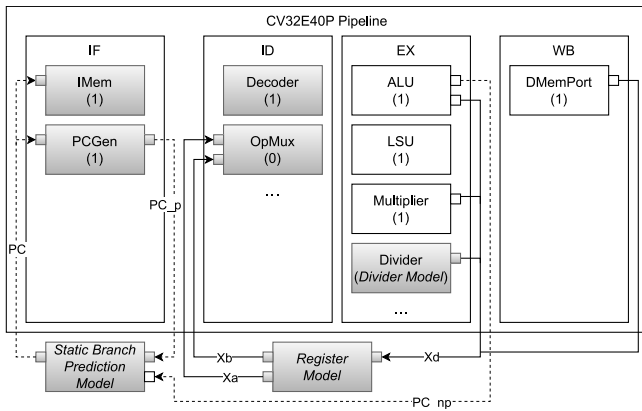 CV32E40P Pipeline
IF
ID
EX
WB
IMem
(1)
Decoder
(1)
ALU
(1)
DMemPort
(1)
PCGen
(1)
OpMux
(0)
LSU
(1)
...
PC_p
Multiplier
(1)
PC
Divider
(Divider Model)
...
Static Branch
Prediction
Model
Xb
Xa
Register
Model
Xd
PC_np